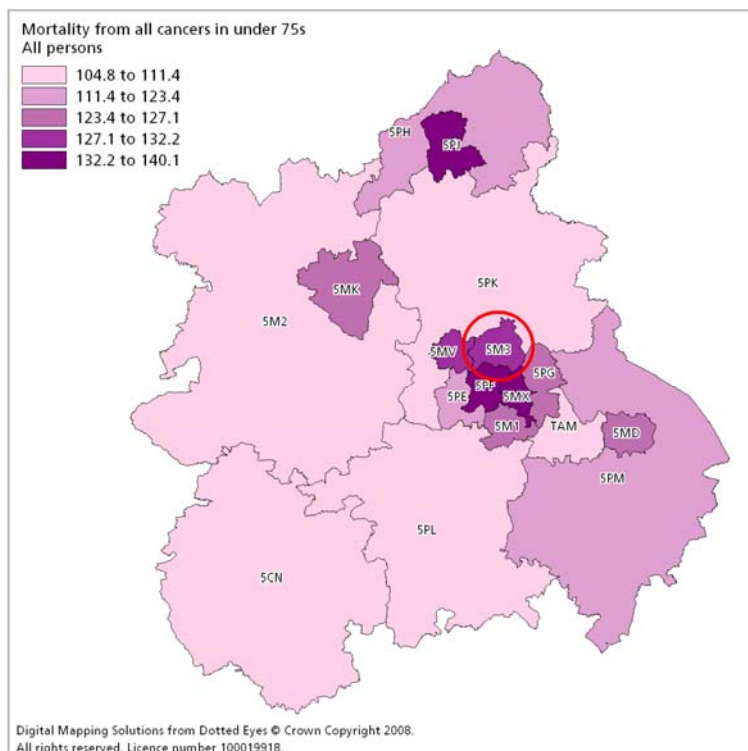 Mortality from all cancers in under 75s
All persons
104.8 to 111.4
111.4 to 123.4
123.4 to 127.1
127.1 to 132.2
132.2 to 140.1
5PH
5PJ
5PK
5MK
5M2
5MV
5M3
5PG
5PF
5PE
5MX
5M1
TAM
5MD
5PM
5PL
5CN
Digital Mapping Solutions from Dotted Eyes © Crown Copyright 2008.
All rights reserved. Licence number 100019918.